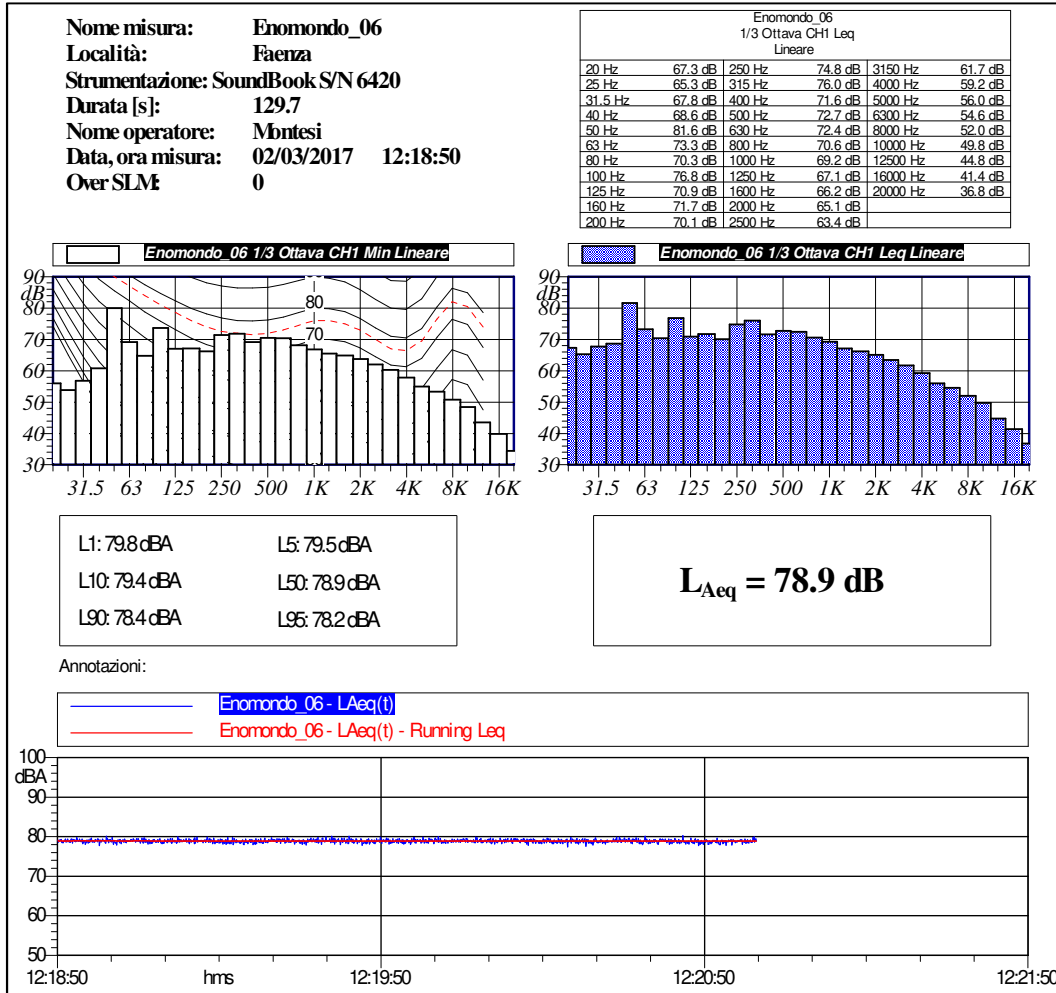 Nome misura: Enomondo_06
Località: Faenza
Strumentazione: SoundBook S/N 6420
Durata [s]: 129.7
Nome operatore: Montesi
Data, ora misura: 02/03/2017 12:18:50
Over SLM: 0
Enomondo_06
1/3 Ottava CH1 Leq
Lineare
20 Hz 67.3 dB 250 Hz 74.8 dB 3150 Hz 61.7 dB
25 Hz 65.3 dB 315 Hz 76.0 dB 4000 Hz 59.2 dB
31.5 Hz 67.8 dB 400 Hz 71.6 dB 5000 Hz 56.0 dB
40 Hz 68.6 dB 500 Hz 72.7 dB 6300 Hz 54.6 dB
50 Hz 81.6 dB 630 Hz 72.4 dB 8000 Hz 52.0 dB
63 Hz 73.3 dB 800 Hz 70.6 dB 10000 Hz 49.8 dB
80 Hz 70.3 dB 1000 Hz 69.2 dB 12500 Hz 44.8 dB
100 Hz 76.8 dB 1250 Hz 67.1 dB 16000 Hz 41.4 dB
125 Hz 70.9 dB 1600 Hz 66.2 dB 20000 Hz 36.8 dB
160 Hz 71.7 dB 2000 Hz 65.1 dB
200 Hz 70.1 dB 2500 Hz 63.4 dB
Enomondo_06 1/3 Ottava CH1 Min Lineare
90
dB
80
70
60
50
40
30
80
70
31.5 63 125 250 500 1K 2K 4K 8K 16K
Enomondo_06 1/3 Ottava CH1 Leq Lineare
90
dB
80
70
60
50
40
30
31.5 63 125 250 500 1K 2K 4K 8K 16K
L1: 79.8 dBA L5: 79.5 dBA
L10: 79.4 dBA L50: 78.9 dBA
L90: 78.4 dBA L95: 78.2 dBA
LAeq = 78.9 dB
Annotazioni:
Enomondo_06 - LAeq(t)
Enomondo_06 - LAeq(t) - Running Leq
100
dBA
90
80
70
60
50
12:18:50 hms 12:19:50 12:20:50 12:21:50